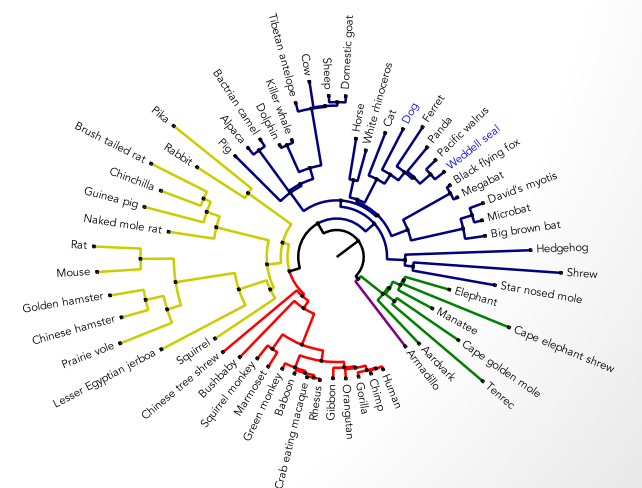 Tibetan antelope
Cow
Sheep
Domestic goat
Horse
White rhinoceros
Cat
Dog
Ferret
Panda
Pacific walrus
Weddell seal
Black flying fox
Megabat
David's myotis
Microbat
Big brown bat
Hedgehog
Shrew
Star nosed mole
Elephant
Cape elephant shrew
Manatee
Cape golden mole
Tenrec
Aardvark
Armadillo
Human
Chimp
Gorilla
Orangutan
Gibbon
Rhesus
Crab eating macaque
Baboon
Green monkey
Marmoset
Squirrel monkey
Bushbaby
Chinese tree shrew
Squirrel
Lesser Egyptian jerboa
Prairie vole
Chinese hamster
Golden hamster
Mouse
Rat
Naked mole rat
Guinea pig
Chinchilla
Brush tailed rat
Rabbit
Pika
Pig
Alpaca
Bactrian camel
Dolphin
Killer whale